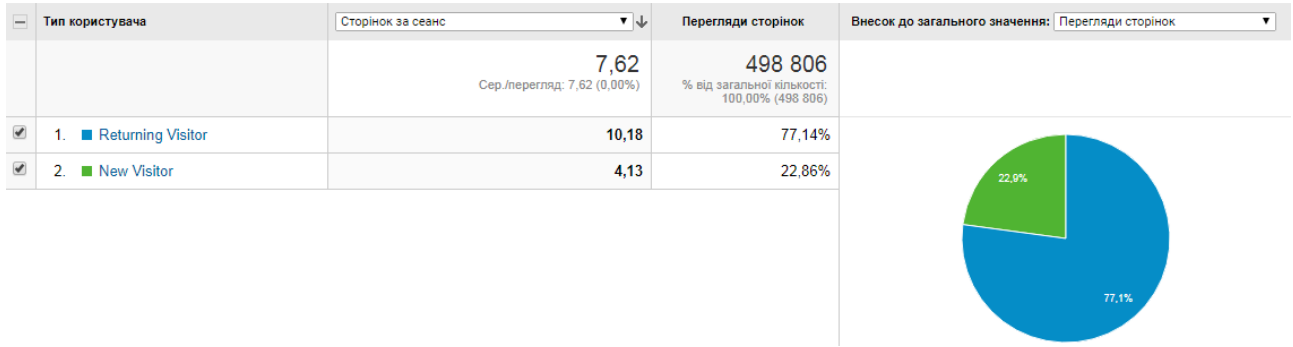 Тип користувача Сторінок за сеанс Перегляди сторінок Внесок до загального значення: Перегляди сторінок
7,62 498 806
Сер./перегляд: 7,62 (0,00%) % від загальної кількості:
100,00% (498 806)
1. Returning Visitor 10,18 77,14%
2. New Visitor 4,13 22,86%
22,9%
77,1%